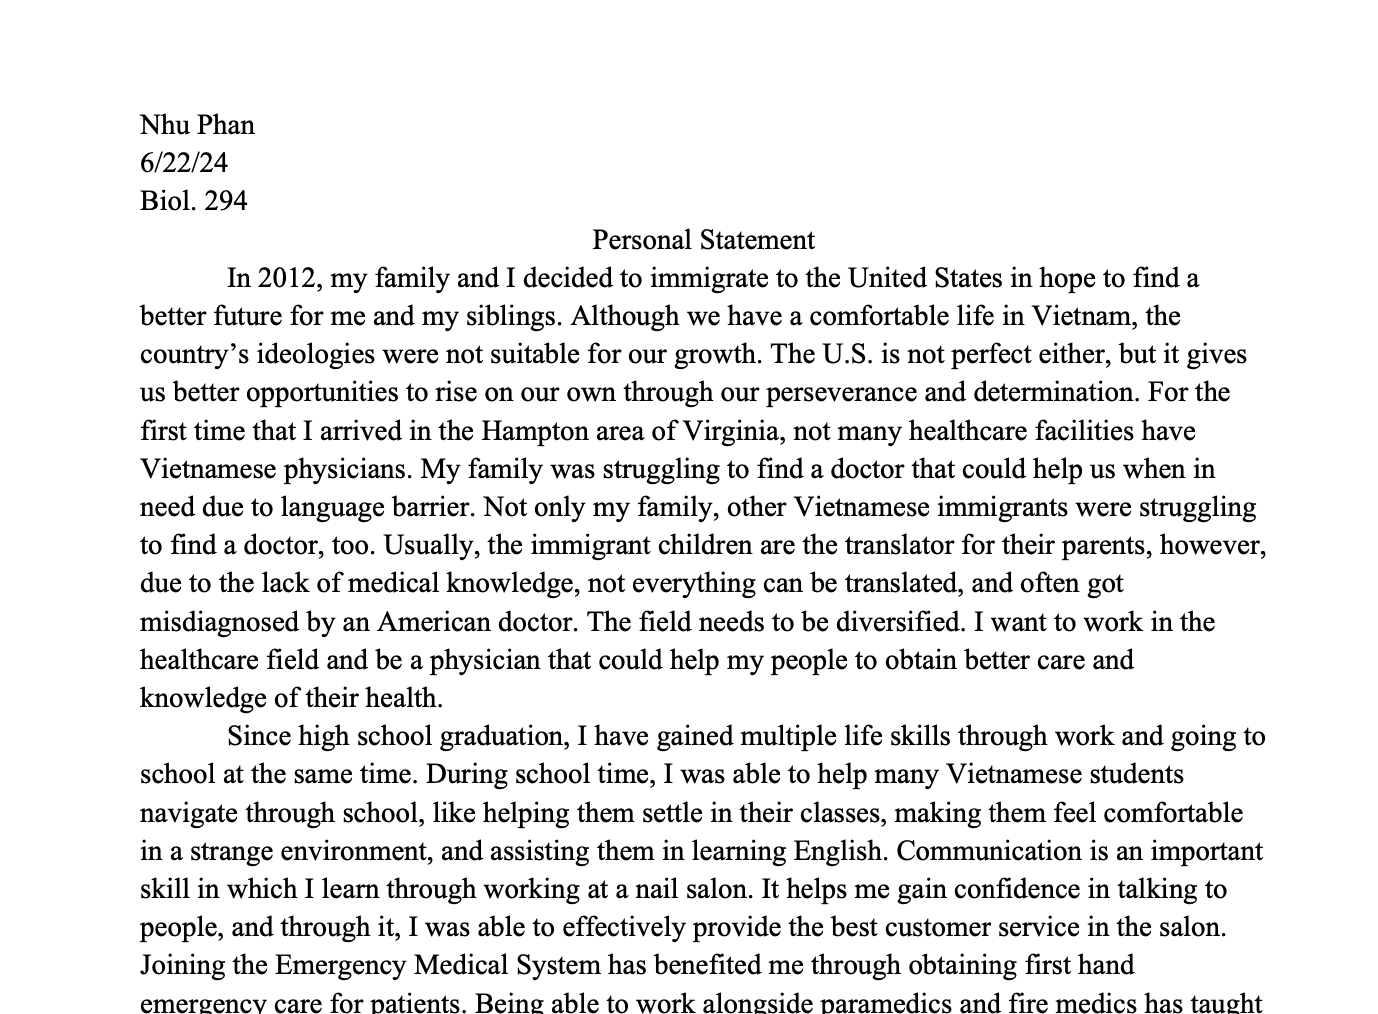 Nhu Phan
6/22/24
Biol. 294
Personal Statement
In 2012, my family and I decided to immigrate to the United States in hope to find a
better future for me and my siblings. Although we have a comfortable life in Vietnam, the
country’s ideologies were not suitable for our growth. The U.S. is not perfect either, but it gives
us better opportunities to rise on our own through our perseverance and determination. For the
first time that I arrived in the Hampton area of Virginia, not many healthcare facilities have
Vietnamese physicians. My family was struggling to find a doctor that could help us when in
need due to language barrier. Not only my family, other Vietnamese immigrants were struggling
to find a doctor, too. Usually, the immigrant children are the translator for their parents, however,
due to the lack of medical knowledge, not everything can be translated, and often got
misdiagnosed by an American doctor. The field needs to be diversified. I want to work in the
healthcare field and be a physician that could help my people to obtain better care and
knowledge of their health.
Since high school graduation, I have gained multiple life skills through work and going to
school at the same time. During school time, I was able to help many Vietnamese students
navigate through school, like helping them settle in their classes, making them feel comfortable
in a strange environment, and assisting them in learning English. Communication is an important
skill in which I learn through working at a nail salon. It helps me gain confidence in talking to
people, and through it, I was able to effectively provide the best customer service in the salon.
Joining the Emergency Medical System has benefited me through obtaining first hand
emergency care for patients. Being able to work alongside paramedics and fire medics has taught